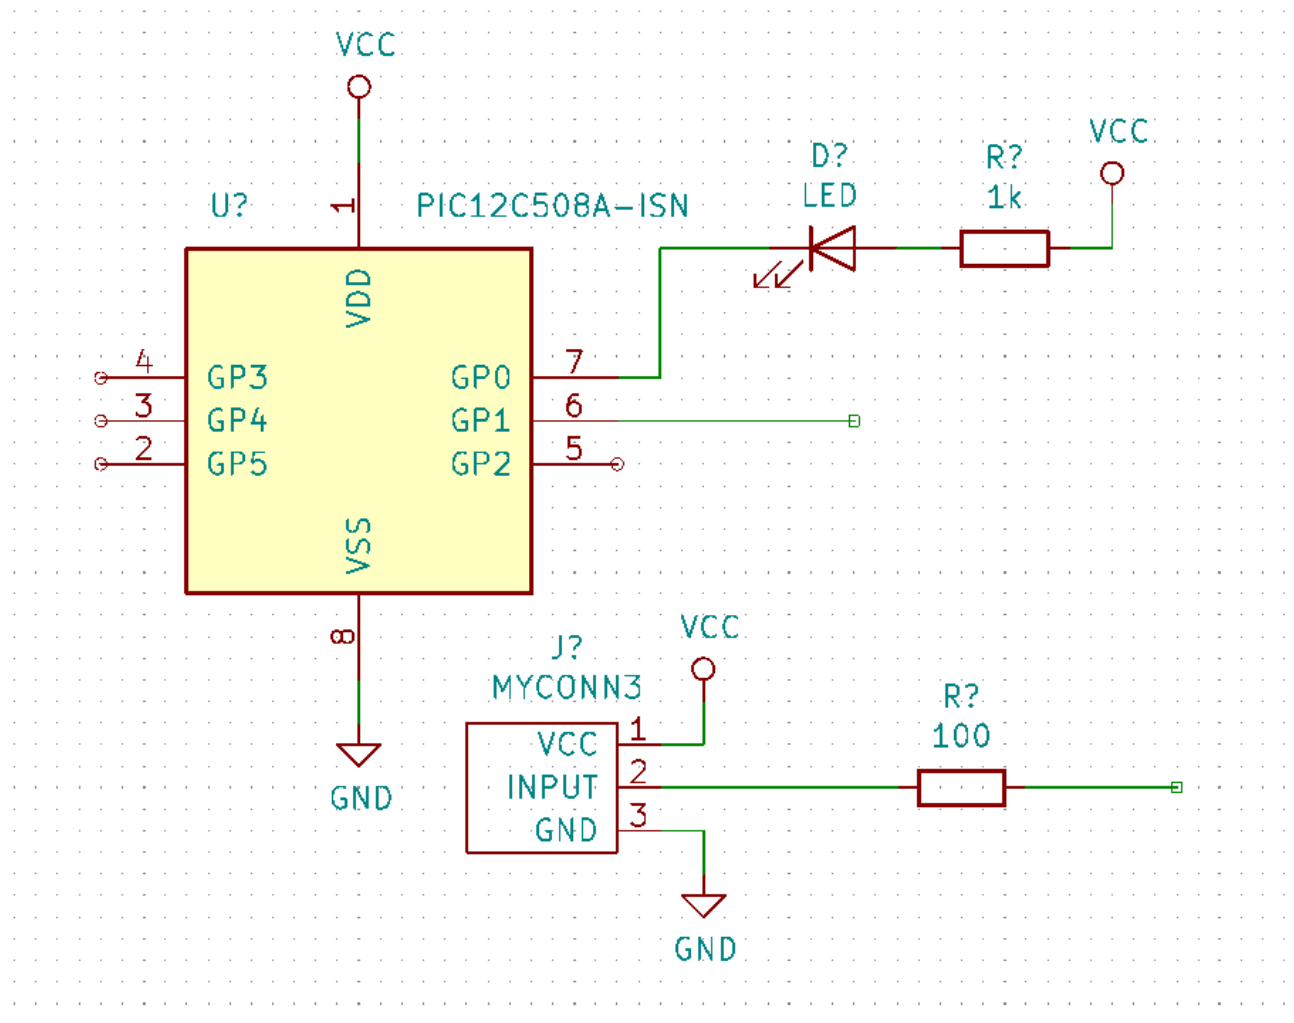 VCC
VCC
D?
R?
LED
1k
U?
1
PIC12C508A-ISN
VDD
4
GP3
GP0
7
3
GP4
GP1
6
2
GP5
GP2
5
VSS
8
GND
VCC
J?
MYCONN3
R?
100
VCC
1
INPUT
2
GND
3
GND